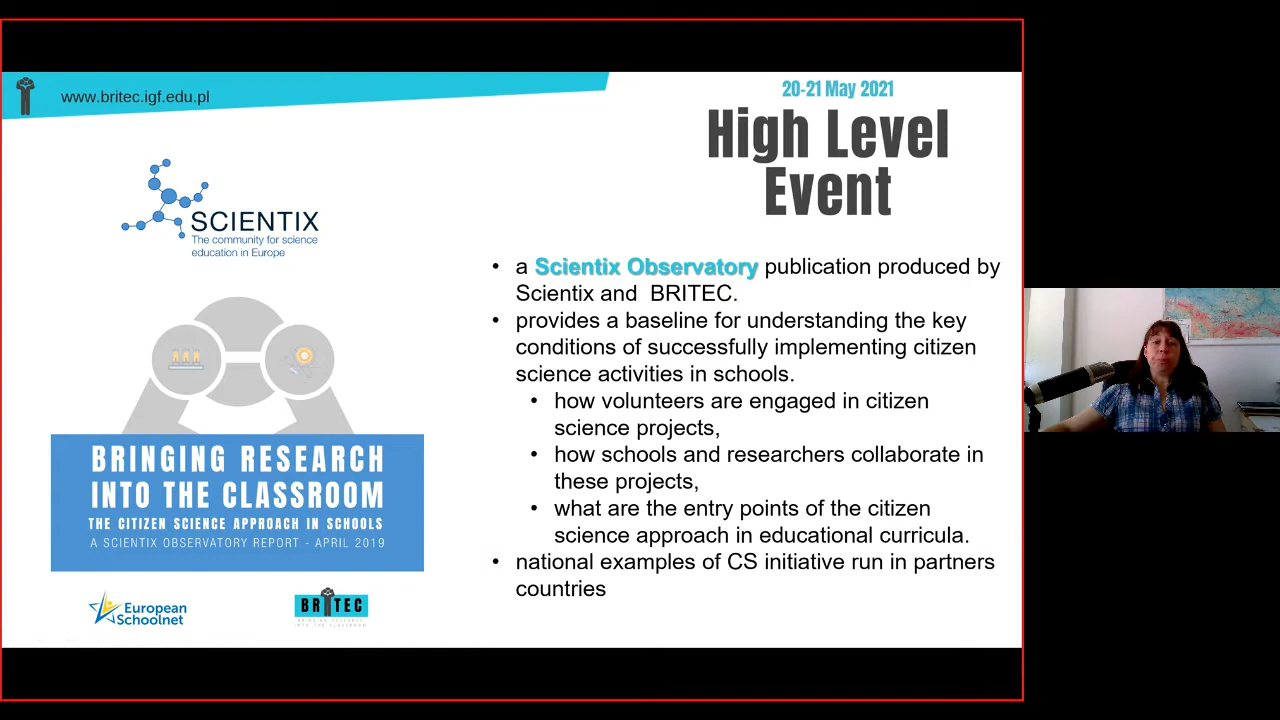 www.britec.igf.edu.pl
20-21 May 2021
High Level
Event
SCIENTIX
The community for science
education in Europe
BRINGING RESEARCH
INTO THE CLASSROOM
THE CITIZEN SCIENCE APPROACH IN SCHOOLS
A SCIENTIX OBSERVATORY REPORT - APRIL 2019
European
Schoolnet
BRITEC
BRINGING RESEARCH
INTO THE CLASSROOM
• a Scientix Observatory publication produced by
Scientix and BRITEC.
• provides a baseline for understanding the key
conditions of successfully implementing citizen
science activities in schools.
• how volunteers are engaged in citizen
science projects,
• how schools and researchers collaborate in
these projects,
• what are the entry points of the citizen
science approach in educational curricula.
• national examples of CS initiative run in partners
countries